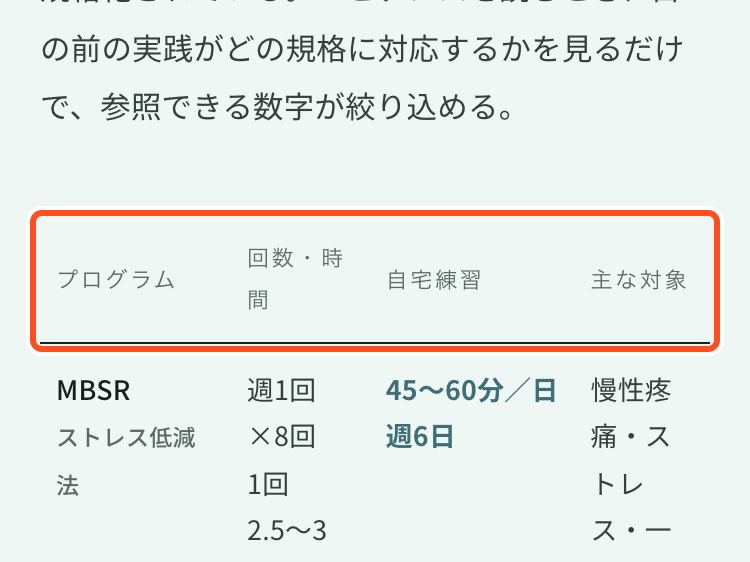 の前の実践がどの規格に対応するかを見るだけ
で、参照できる数字が絞り込める。
プログラム
回数・時
間
自宅練習
主な対象
MBSR
ストレス低減
法
週1回
×8回
1回
2.5〜3
45〜60分／日
週6日
慢性疼
痛・ス
トレ
ス・一